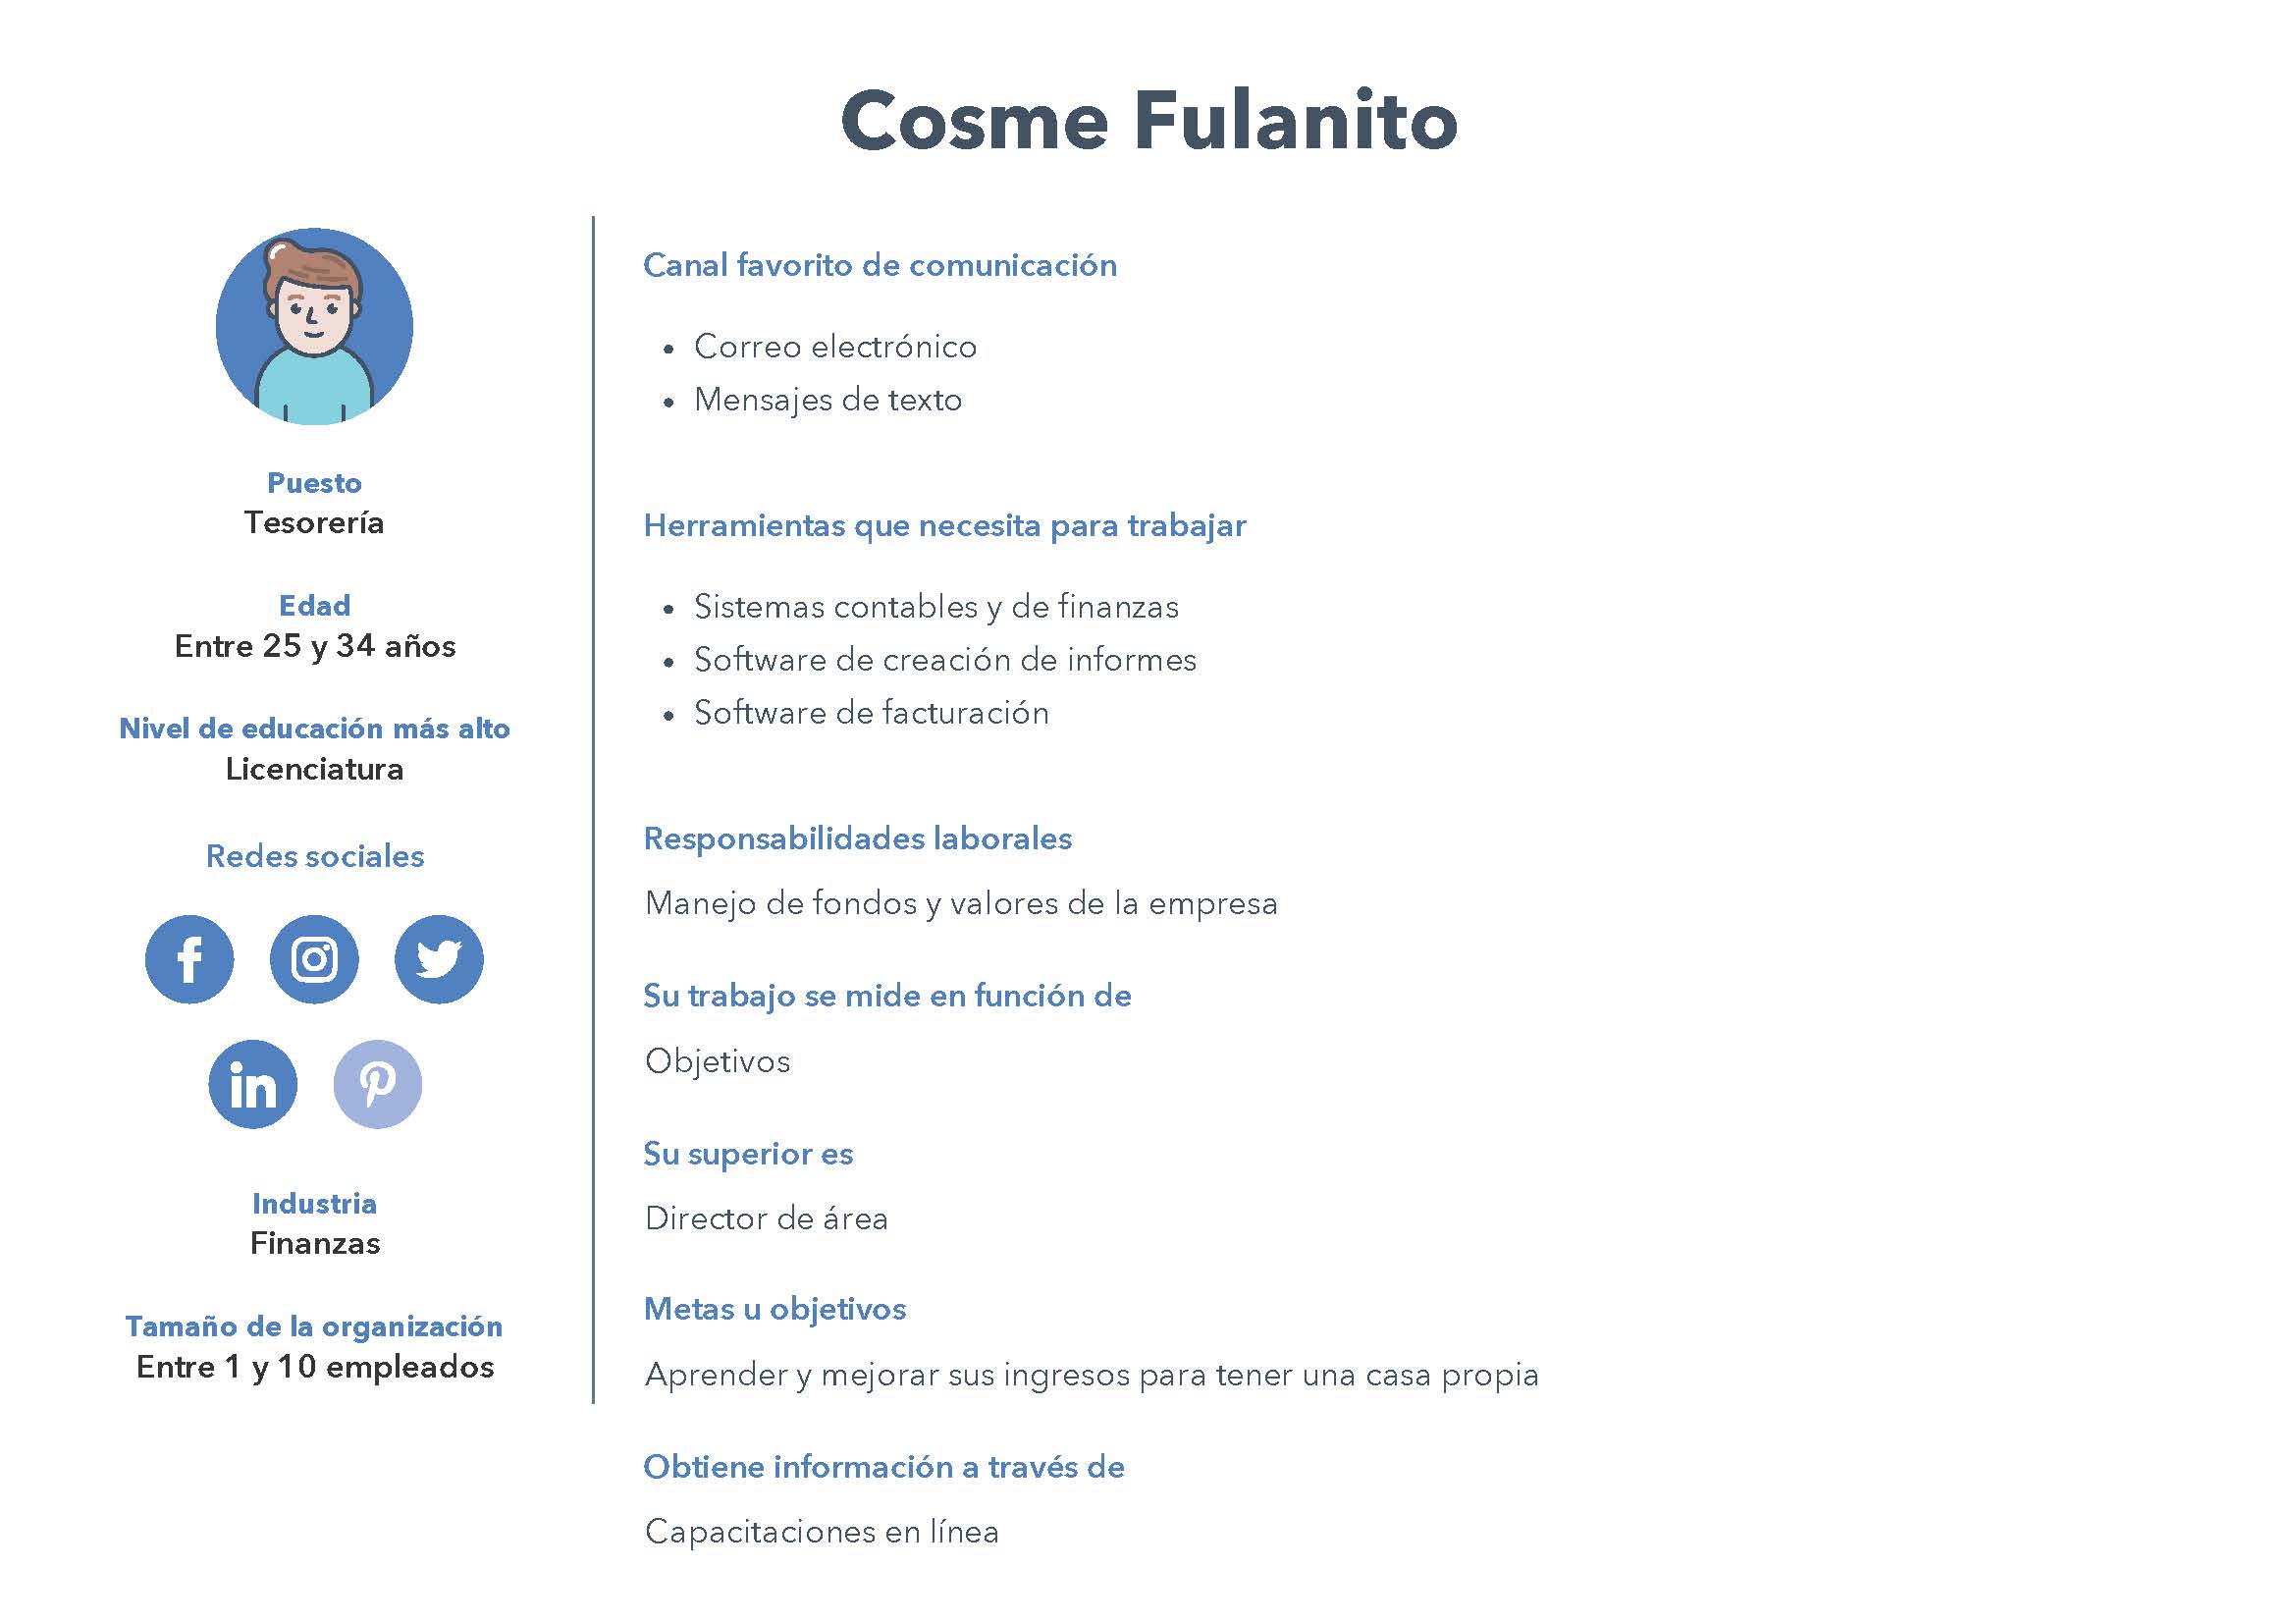 Cosme Fulanito
Puesto
Tesorería
Edad
Entre 25 y 34 años
Nivel de educación más alto
Licenciatura
Redes sociales
Industria
Finanzas
Tamaño de la organización
Entre 1 y 10 empleados
Canal favorito de comunicación
• Correo electrónico
• Mensajes de texto
Herramientas que necesita para trabajar
• Sistemas contables y de finanzas
• Software de creación de informes
• Software de facturación
Responsabilidades laborales
Manejo de fondos y valores de la empresa
Su trabajo se mide en función de
Objetivos
Su superior es
Director de área
Metas u objetivos
Aprender y mejorar sus ingresos para tener una casa propia
Obtiene información a través de
Capacitaciones en línea